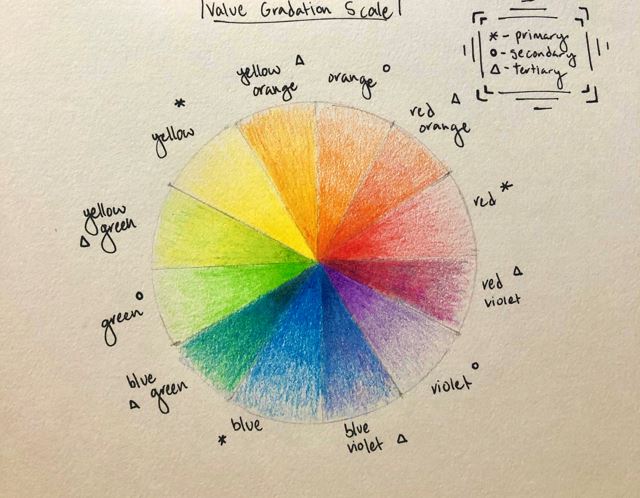 Value Gradation Scale
* - primary
o - secondary
△ - tertiary
yellow △
orange
orange o
red △
orange
red *
red △
violet
violet o
blue
violet △
* blue
blue
△ green
green o
yellow
△ green
*
yellow